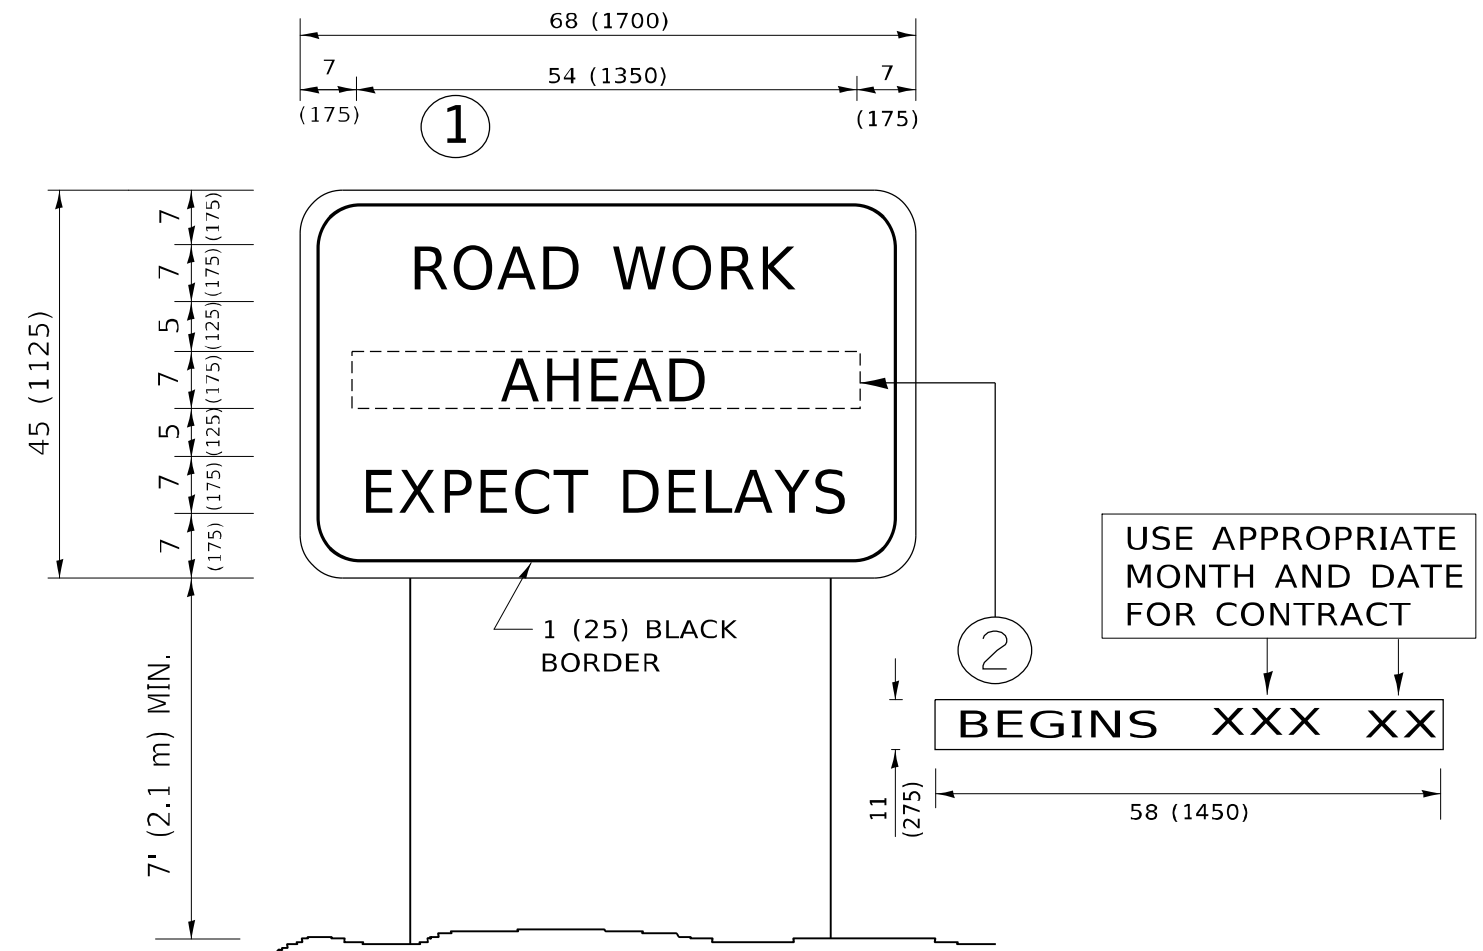 68 (1700)
7
54 (1350)
7
(175)
(175)
1
7
(175)
7
(175)
5
(125)
7
(175)
5
(125)
7
(175)
7
(175)
45 (1125)
ROAD WORK
AHEAD
EXPECT DELAYS
1 (25) BLACK
BORDER
7' (2.1 m) MIN.
USE APPROPRIATE
MONTH AND DATE
FOR CONTRACT
2
BEGINS XXX XX
11
(275)
58 (1450)